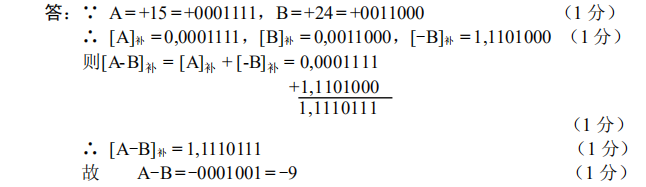 答：∵ A=+15=+0001111，B=+24=+0011000 （1 分）
∴ [A]补=0,0001111，[B]补=0,0011000，[−B]补=1,1101000 （1 分）
则[A-B]补 = [A]补 + [-B]补 = 0,0001111
+1,1101000
1,1110111
（1 分）
∴ [A−B]补 = 1,1110111 （1 分）
故 A−B=−0001001=−9 （1 分）